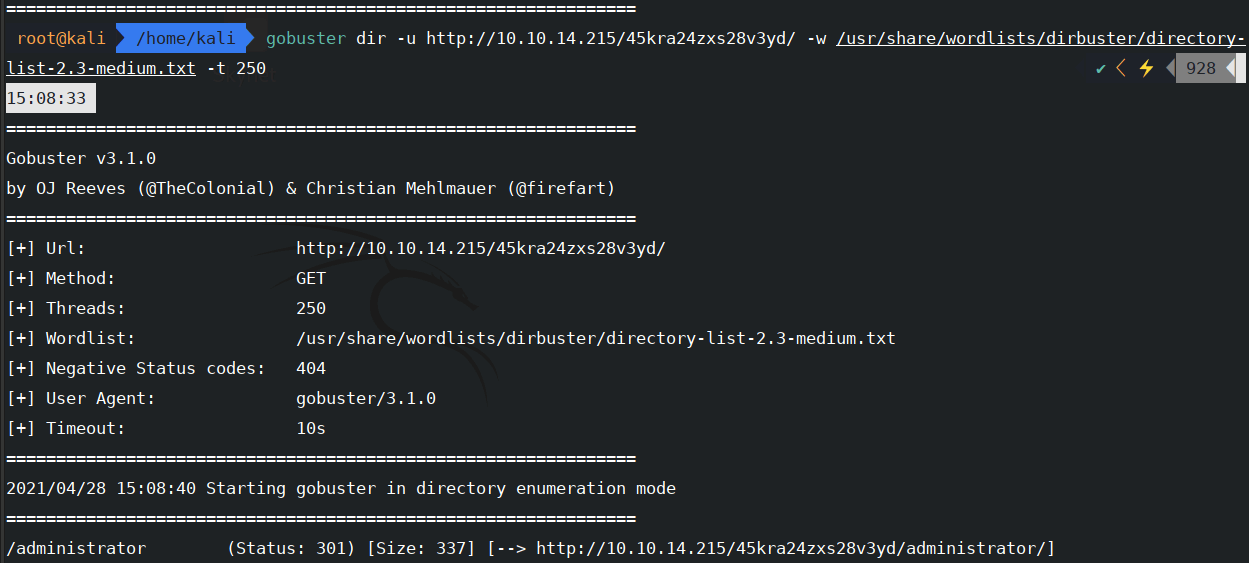 ===============================================================
root@kali /home/kali gobuster dir -u http://10.10.14.215/45kra24zxs28v3yd/ -w /usr/share/wordlists/dirbuster/directory-
list-2.3-medium.txt -t 250 ✔ 928
15:08:33
===============================================================
Gobuster v3.1.0
by OJ Reeves (@TheColonial) & Christian Mehlmauer (@firefart)
===============================================================
[+] Url: http://10.10.14.215/45kra24zxs28v3yd/
[+] Method: GET
[+] Threads: 250
[+] Wordlist: /usr/share/wordlists/dirbuster/directory-list-2.3-medium.txt
[+] Negative Status codes: 404
[+] User Agent: gobuster/3.1.0
[+] Timeout: 10s
===============================================================
2021/04/28 15:08:40 Starting gobuster in directory enumeration mode
===============================================================
/administrator (Status: 301) [Size: 337] [--> http://10.10.14.215/45kra24zxs28v3yd/administrator/]